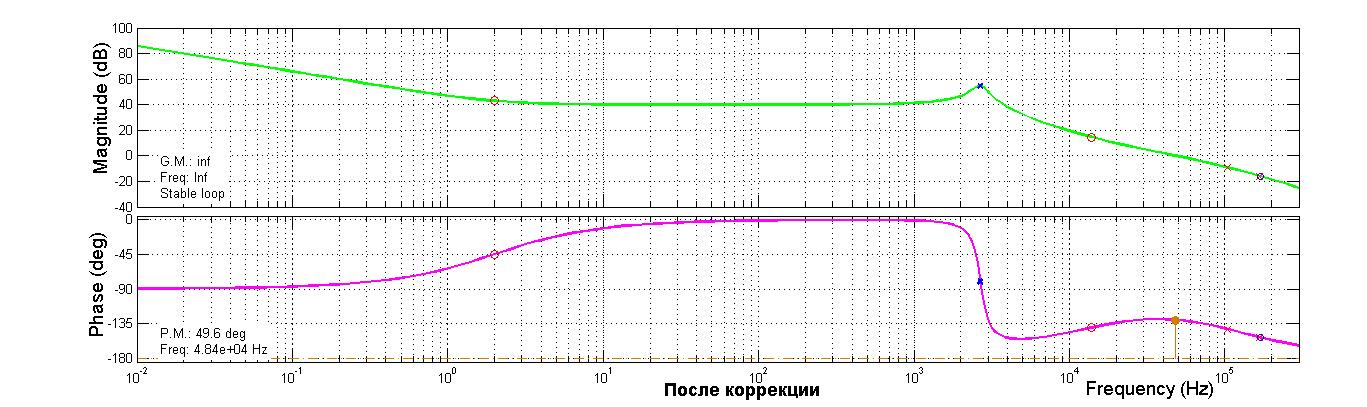 100
80
60
40
20
0
-20
-40
Magnitude (dB)
G.M.: inf
Freq: Inf
Stable loop
0
-45
-90
-135
-180
Phase (deg)
P.M.: 49.6 deg
Freq: 4.84e+04 Hz
10^-2 10^-1 10^0 10^1 10^2 10^3 10^4 10^5
После коррекции Frequency (Hz)